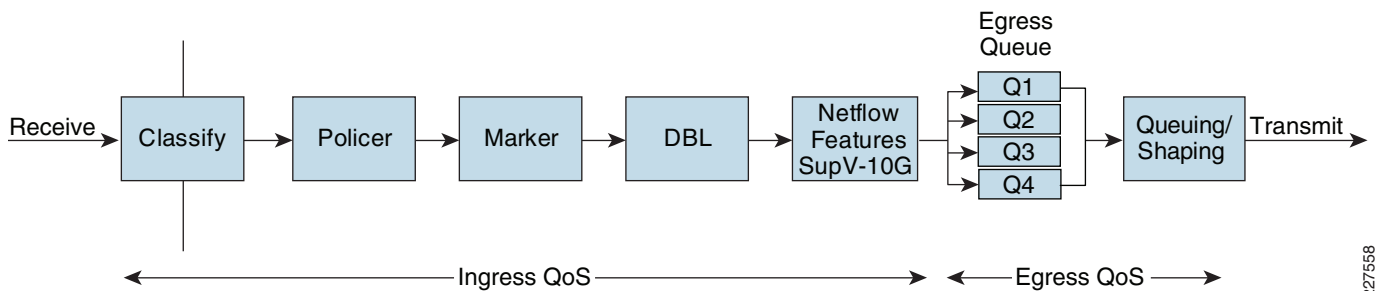 Egress
Queue
Receive
Classify
Policer
Marker
DBL
Netflow
Features
SupV-10G
Q1
Q2
Q3
Q4
Queuing/
Shaping
Transmit
Ingress QoS
Egress QoS
227558